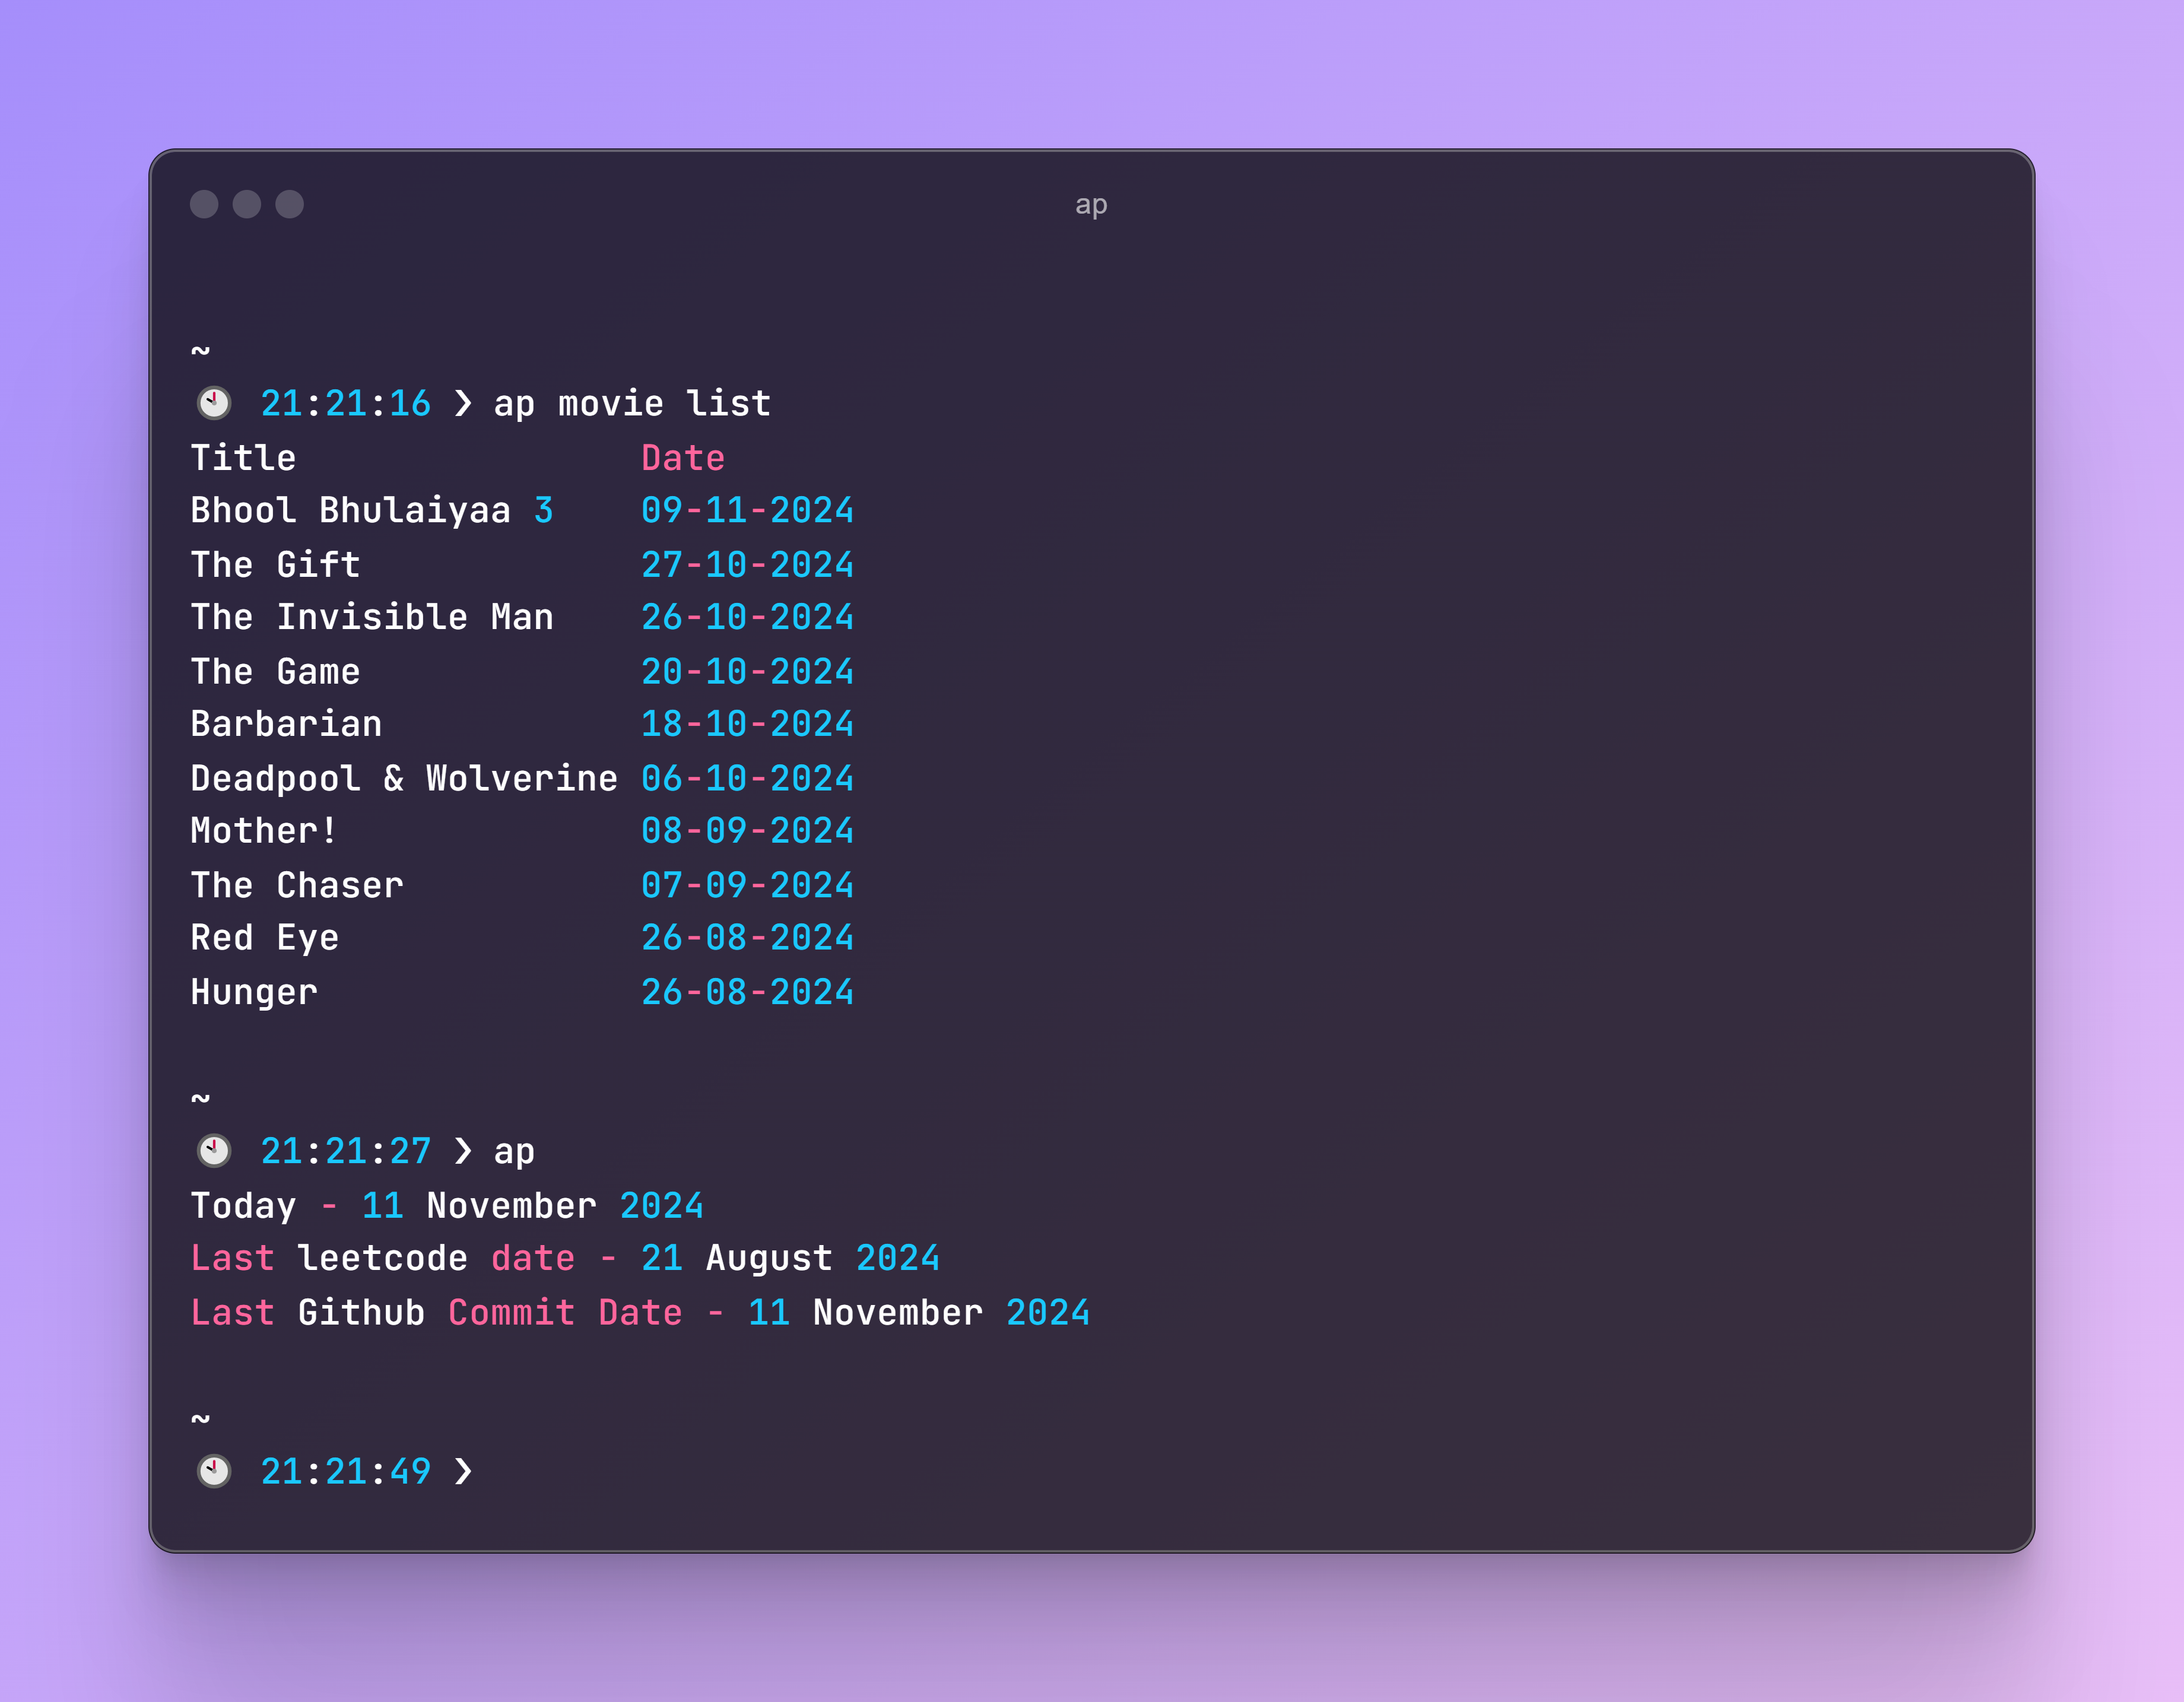 ap
~
🕙 21:21:16 ❯ ap movie list
Title                Date
Bhool Bhulaiyaa 3    09-11-2024
The Gift             27-10-2024
The Invisible Man    26-10-2024
The Game             20-10-2024
Barbarian            18-10-2024
Deadpool & Wolverine 06-10-2024
Mother!              08-09-2024
The Chaser           07-09-2024
Red Eye              26-08-2024
Hunger               26-08-2024
~
🕙 21:21:27 ❯ ap
Today - 11 November 2024
Last leetcode date - 21 August 2024
Last Github Commit Date - 11 November 2024
~
🕙 21:21:49 ❯